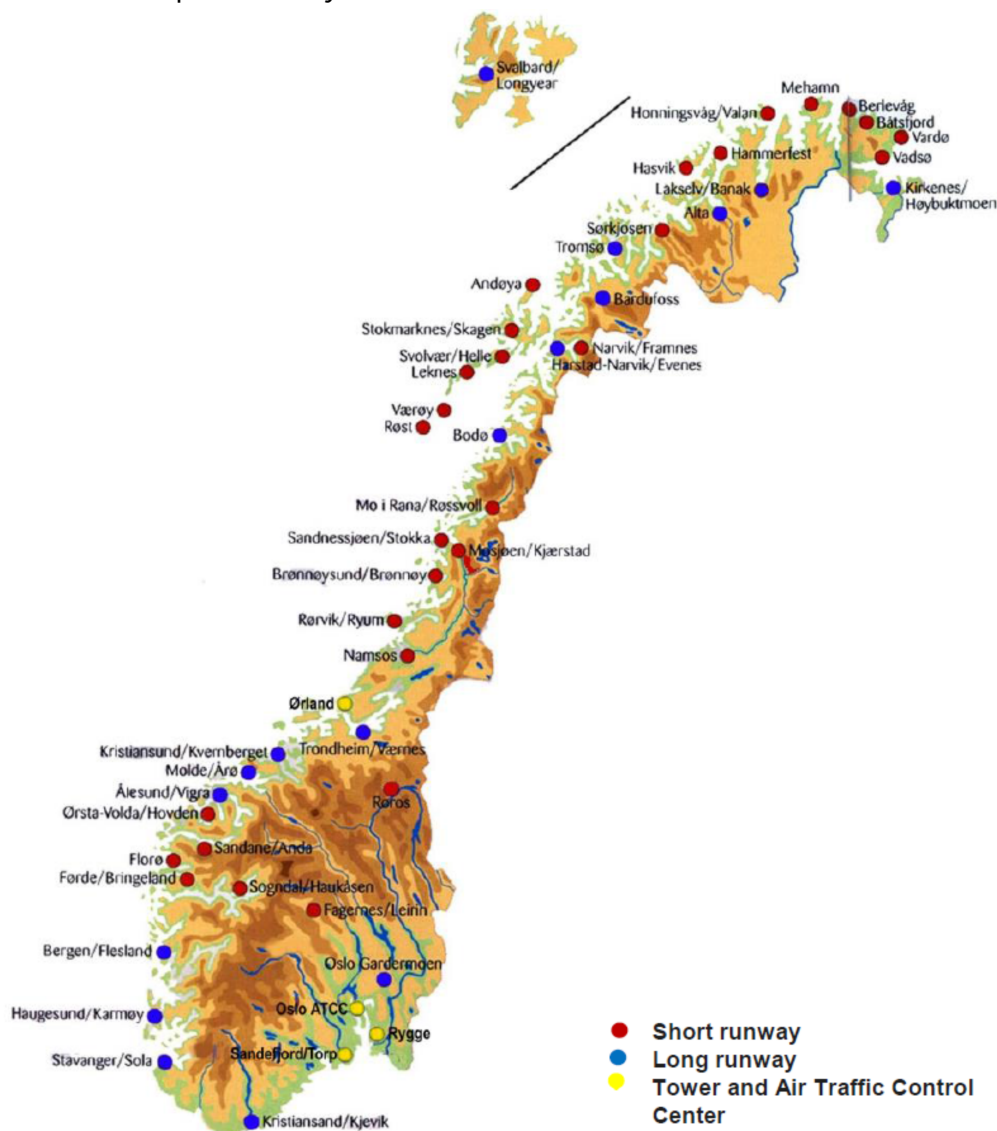 Svalbard/
Longyear
Mehamn
Honningsvåg/Valan
Berlevåg
Båtsfjord
Vardø
Hammerfest
Vadsø
Hasvik
Lakselv/Banak
Kirkenes/
Høybuktmoen
Alta
Sørkjosen
Tromsø
Andøya
Bardufoss
Stokmarknes/Skagen
Narvik/Framnes
Svolvær/Helle
Harstad-Narvik/Evenes
Leknes
Værøy
Røst
Bodø
Mo i Rana/Røssvoll
Sandnessjøen/Stokka
Mosjøen/Kjærstad
Brønnøysund/Brønnøy
Rørvik/Ryum
Namsos
Ørland
Trondheim/Værnes
Kristiansund/Kvernberget
Molde/Årø
Ålesund/Vigra
Røros
Ørsta-Volda/Hovden
Sandane/Anda
Florø
Førde/Bringeland
Sogndal/Haukåsen
Fagernes/Leirin
Bergen/Flesland
Oslo Gardermoen
Oslo ATCC
Haugesund/Karmøy
Rygge
Sandefjord/Torp
Stavanger/Sola
Kristiansand/Kjevik
Short runway
Long runway
Tower and Air Traffic Control
Center